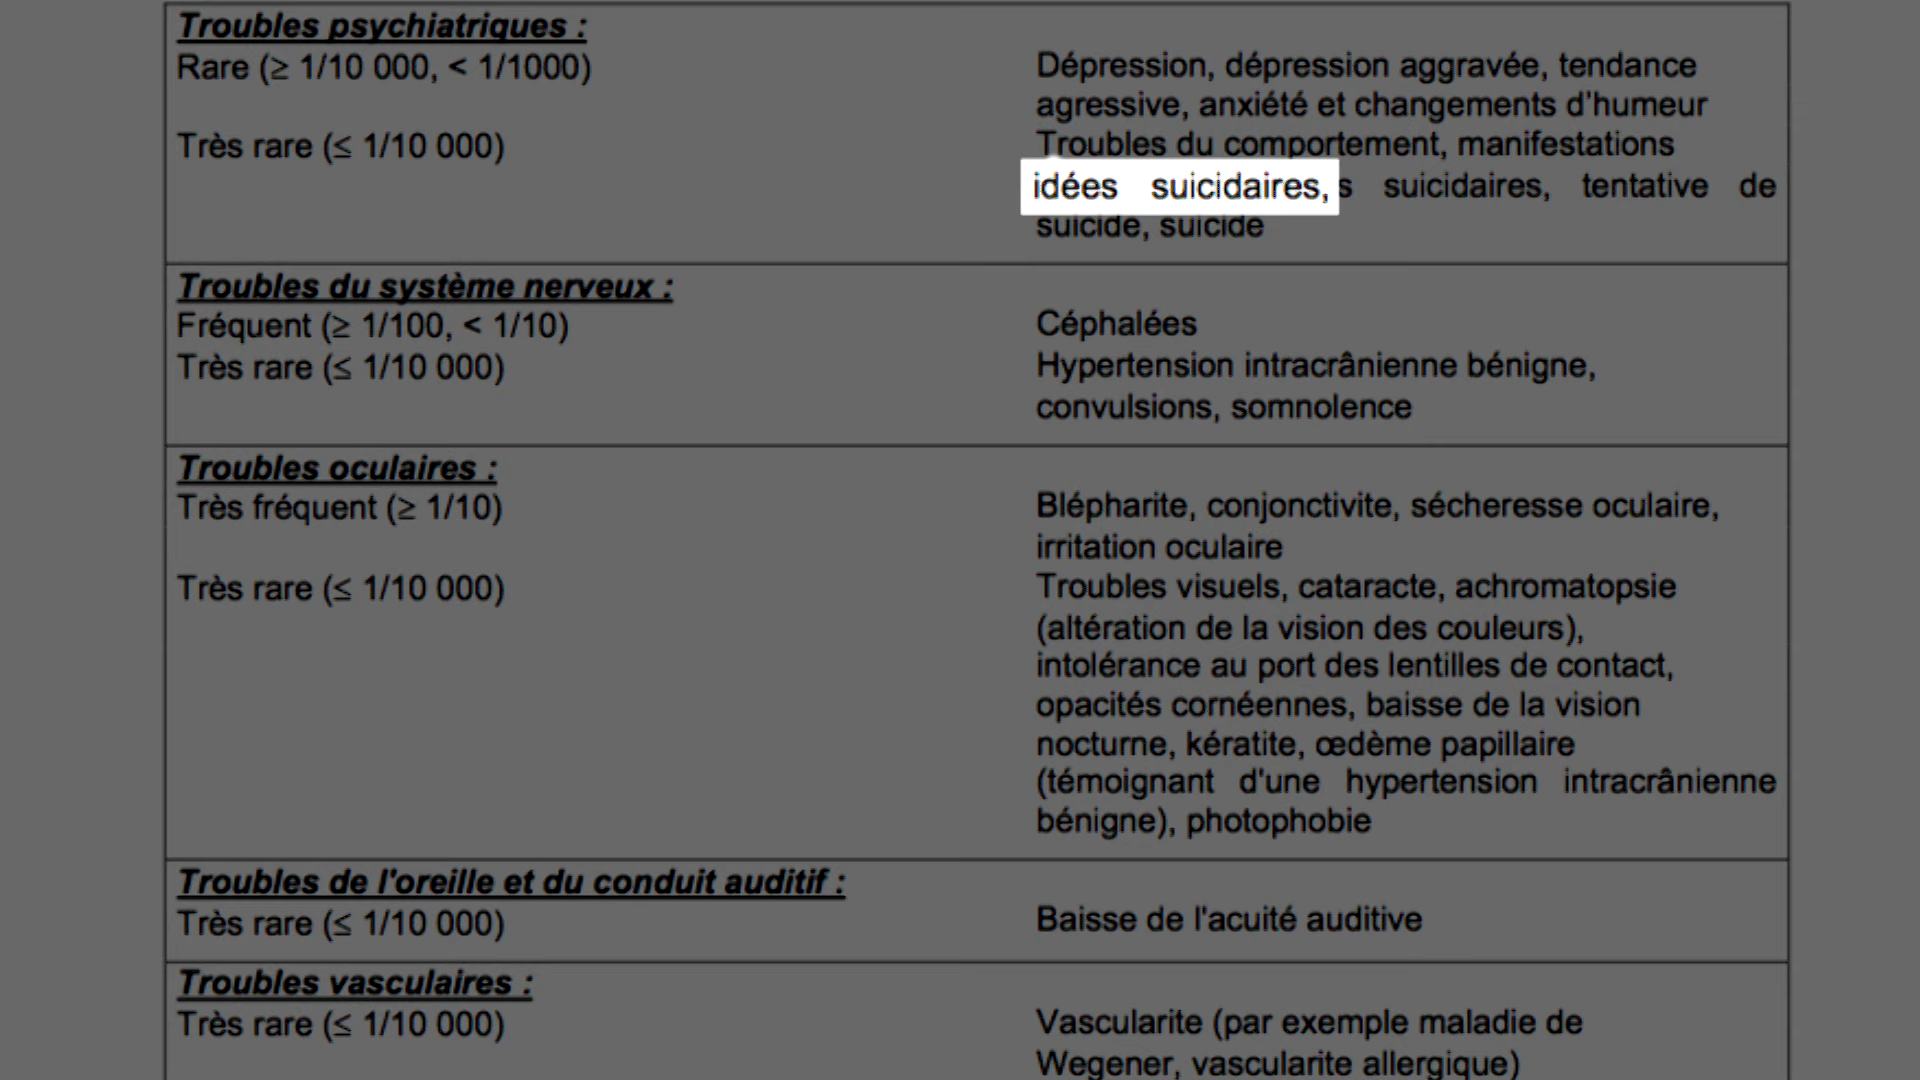 Troubles psychiatriques :
Rare (≥ 1/10 000, < 1/1000)
Dépression, dépression aggravée, tendance
agressive, anxiété et changements d'humeur
Très rare (≤ 1/10 000)
Troubles du comportement, manifestations
idées suicidaires, s suicidaires, tentative de
suicide, suicide
Troubles du système nerveux :
Fréquent (≥ 1/100, < 1/10)
Céphalées
Très rare (≤ 1/10 000)
Hypertension intracrânienne bénigne,
convulsions, somnolence
Troubles oculaires :
Très fréquent (≥ 1/10)
Blépharite, conjonctivite, sécheresse oculaire,
irritation oculaire
Très rare (≤ 1/10 000)
Troubles visuels, cataracte, achromatopsie
(altération de la vision des couleurs),
intolérance au port des lentilles de contact,
opacités cornéennes, baisse de la vision
nocturne, kératite, œdème papillaire
(témoignant d'une hypertension intracrânienne
bénigne), photophobie
Troubles de l'oreille et du conduit auditif :
Très rare (≤ 1/10 000)
Baisse de l'acuité auditive
Troubles vasculaires :
Très rare (≤ 1/10 000)
Vascularite (par exemple maladie de
Wegener, vascularite allergique)